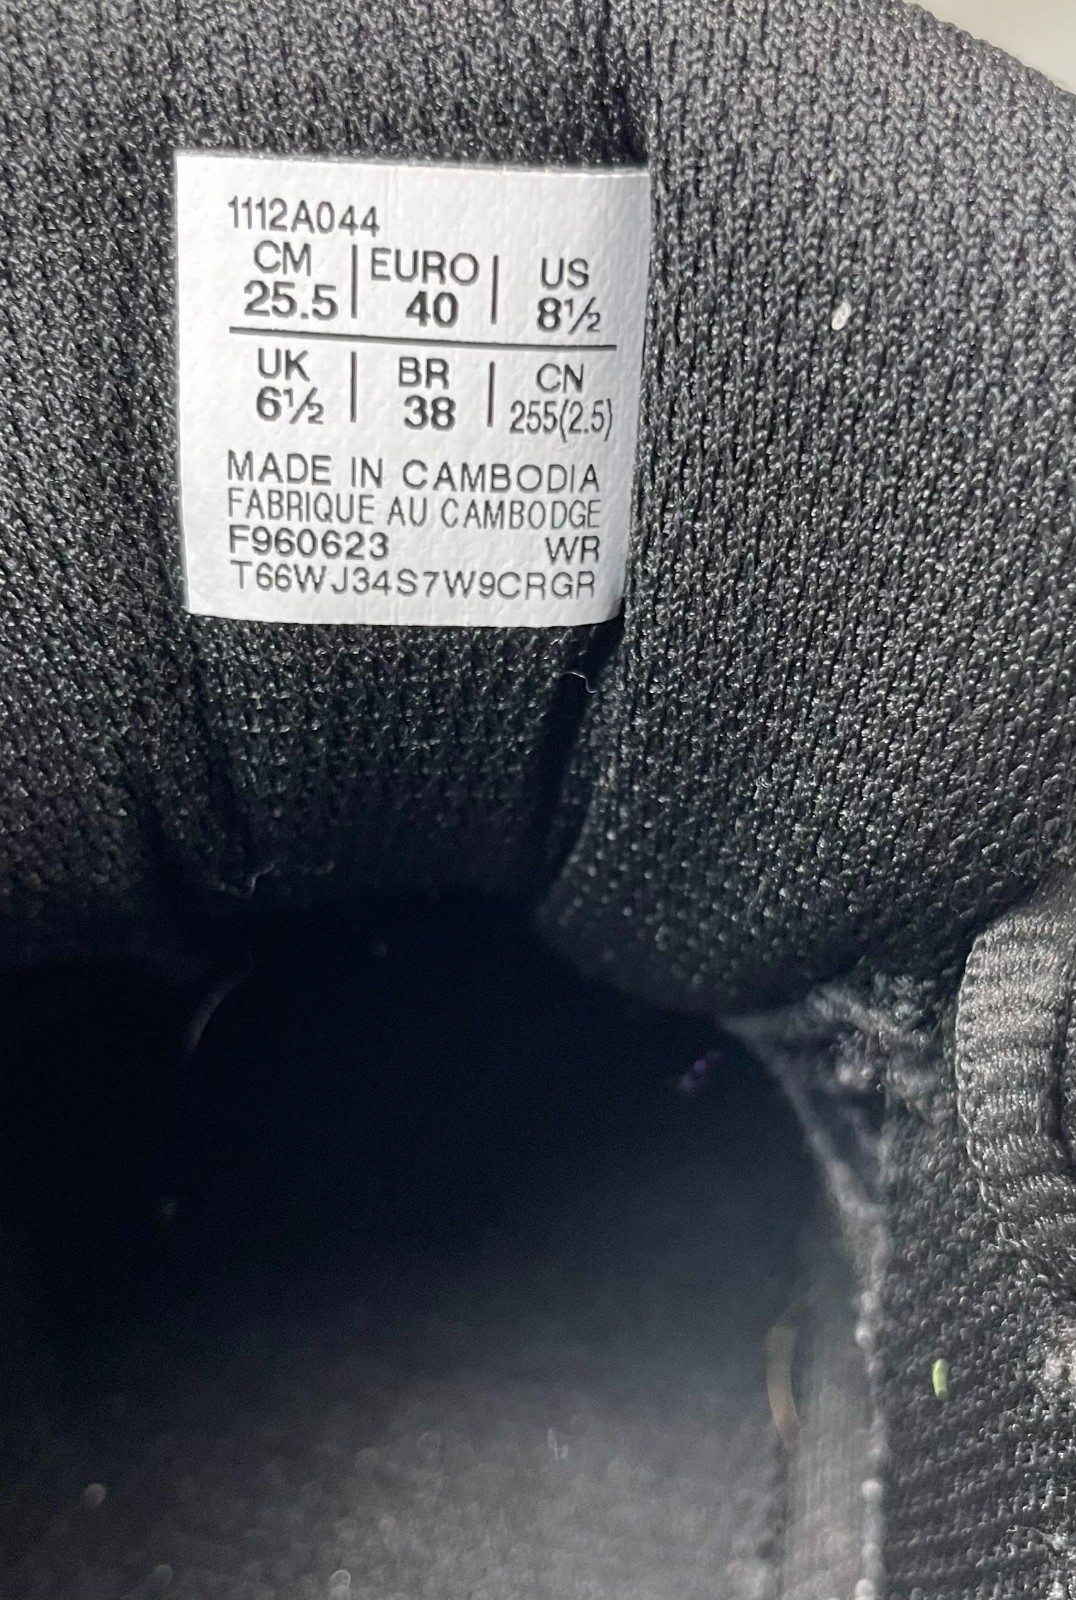 1112A044
CM | EURO | US
25.5 | 40 | 8½
UK | BR | CN
6½ | 38 | 255(2.5)
MADE IN CAMBODIA
FABRIQUE AU CAMBODGE
F960623 WR
T66WJ34S7W9CRGR